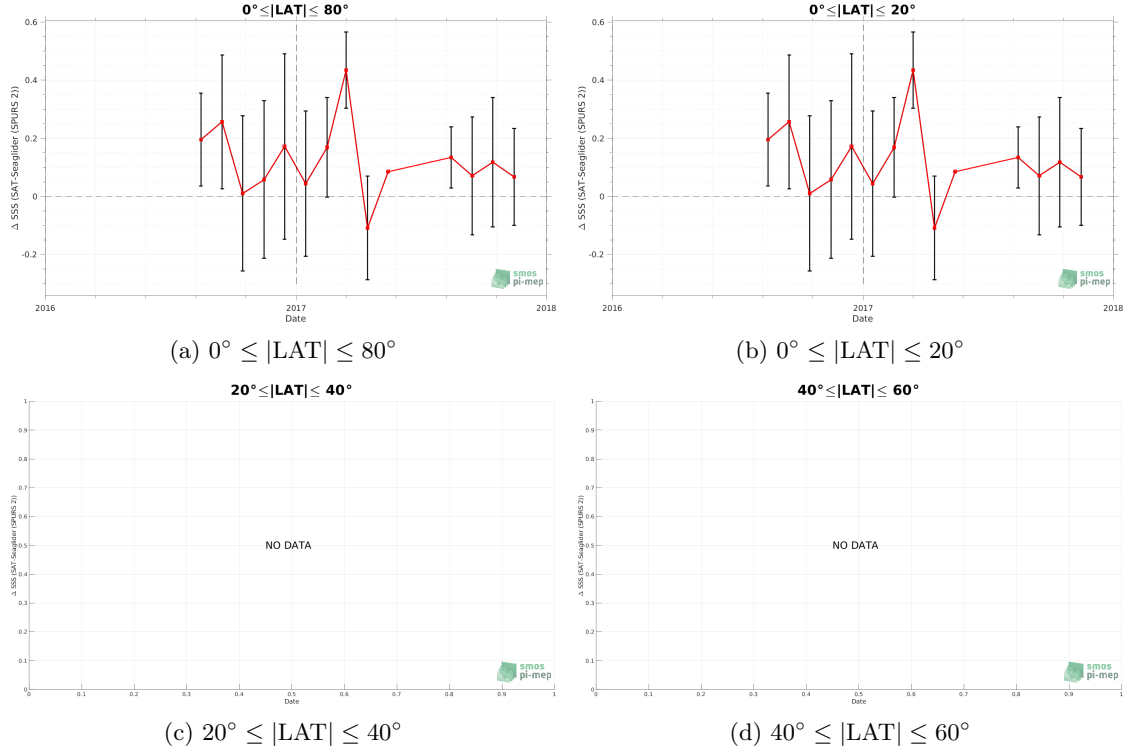 0°≤|LAT|≤ 80°
Δ SSS (SAT-Seaglider (SPURS 2))
0.6
0.4
0.2
0
-0.2
2016
2017
2018
Date
smos
pi-mep
(a) 0° ≤ |LAT| ≤ 80°
0°≤|LAT|≤ 20°
Δ SSS (SAT-Seaglider (SPURS 2))
0.6
0.4
0.2
0
-0.2
2016
2017
2018
Date
smos
pi-mep
(b) 0° ≤ |LAT| ≤ 20°
20°≤|LAT|≤ 40°
Δ SSS (SAT-Seaglider (SPURS 2))
1
0.9
0.8
0.7
0.6
0.5
0.4
0.3
0.2
0.1
0
NO DATA
0 0.1 0.2 0.3 0.4 0.5 0.6 0.7 0.8 0.9 1
Date
smos
pi-mep
(c) 20° ≤ |LAT| ≤ 40°
40°≤|LAT|≤ 60°
Δ SSS (SAT-Seaglider (SPURS 2))
1
0.9
0.8
0.7
0.6
0.5
0.4
0.3
0.2
0.1
0
NO DATA
0 0.1 0.2 0.3 0.4 0.5 0.6 0.7 0.8 0.9 1
Date
smos
pi-mep
(d) 40° ≤ |LAT| ≤ 60°